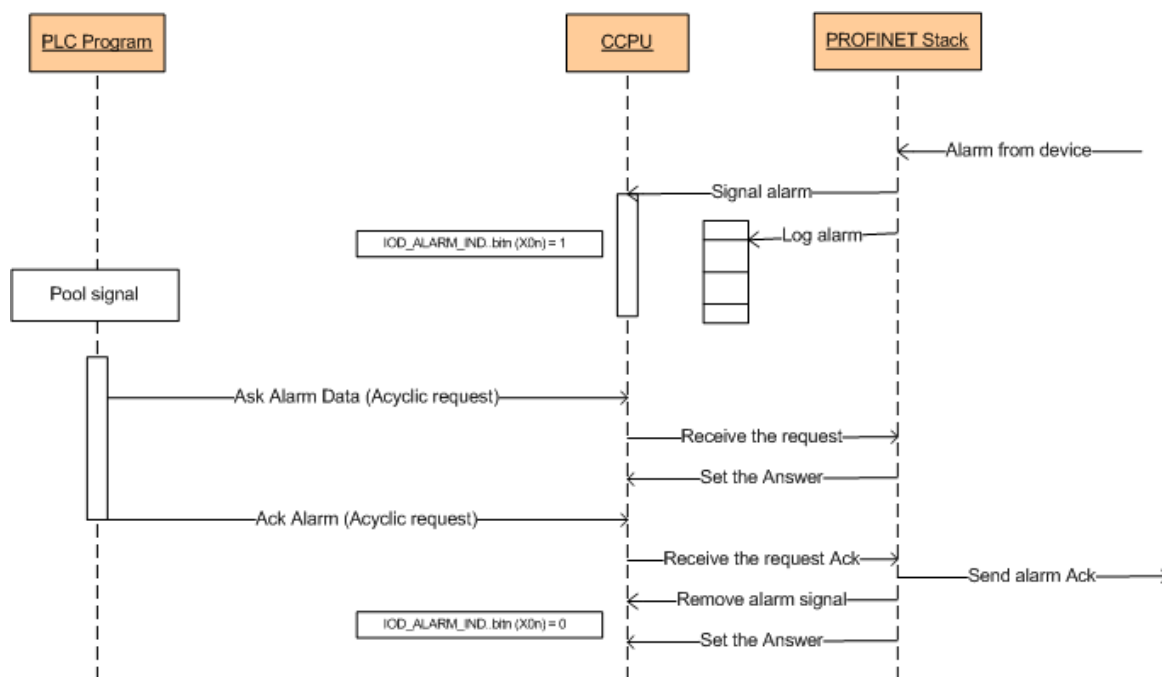 PLC Program
CCPU
PROFINET Stack
Alarm from device
Signal alarm
Log alarm
IOD_ALARM_IND..bitn (X0n) = 1
Pool signal
Ask Alarm Data (Acyclic request)
Receive the request
Set the Answer
Ack Alarm (Acyclic request)
Receive the request Ack
Send alarm Ack
Remove alarm signal
IOD_ALARM_IND..bitn (X0n) = 0
Set the Answer